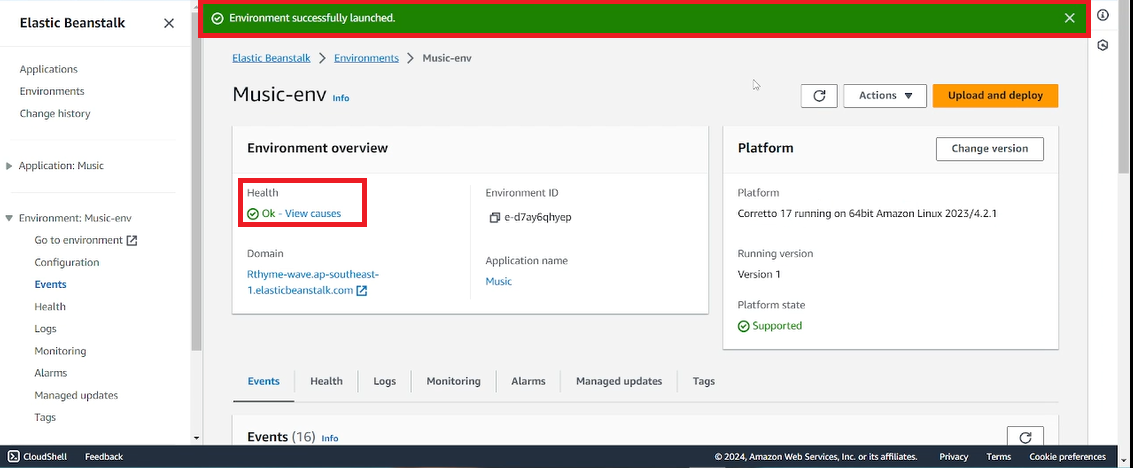 Elastic Beanstalk
Applications
Environments
Change history
Application: Music
Environment: Music-env
Go to environment
Configuration
Events
Health
Logs
Monitoring
Alarms
Managed updates
Tags
Environment successfully launched.
Elastic Beanstalk > Environments > Music-env
Music-env Info
Actions
Upload and deploy
Environment overview
Health
Ok - View causes
Domain
Rthyme-wave.ap-southeast-
1.elasticbeanstalk.com
Environment ID
e-d7ay6qhyep
Application name
Music
Platform
Change version
Platform
Corretto 17 running on 64bit Amazon Linux 2023/4.2.1
Running version
Version 1
Platform state
Supported
Events Health Logs Monitoring Alarms Managed updates Tags
Events (16) Info
CloudShell Feedback © 2024, Amazon Web Services, Inc. or its affiliates. Privacy Terms Cookie preferences